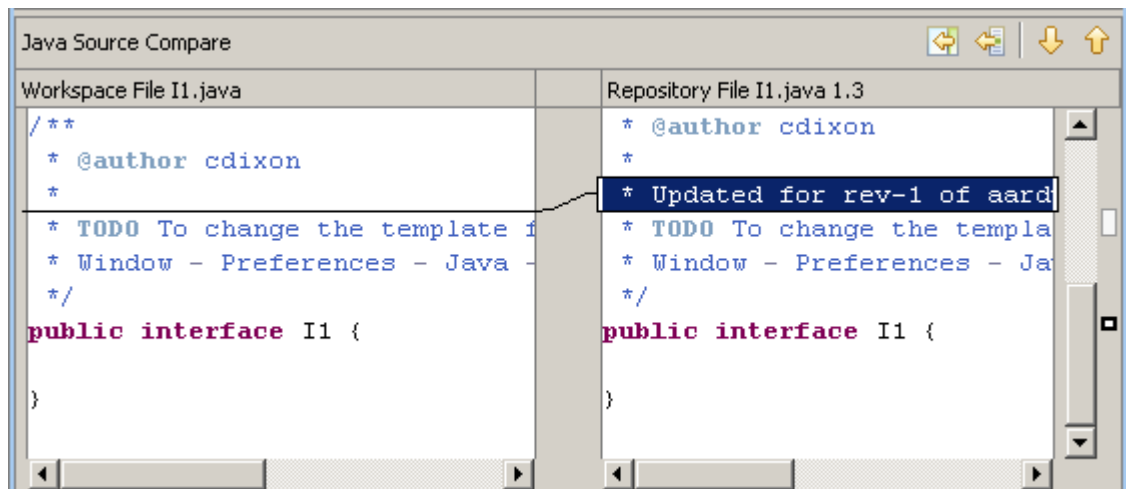 Java Source Compare
Workspace File I1.java
Repository File I1.java 1.3
/**
* @author cdixon
*
* TODO To change the template f
* Window - Preferences - Java -
*/
public interface I1 {
}
* @author cdixon
*
* Updated for rev-1 of aard
* TODO To change the templa
* Window - Preferences - Ja
*/
public interface I1 {
}